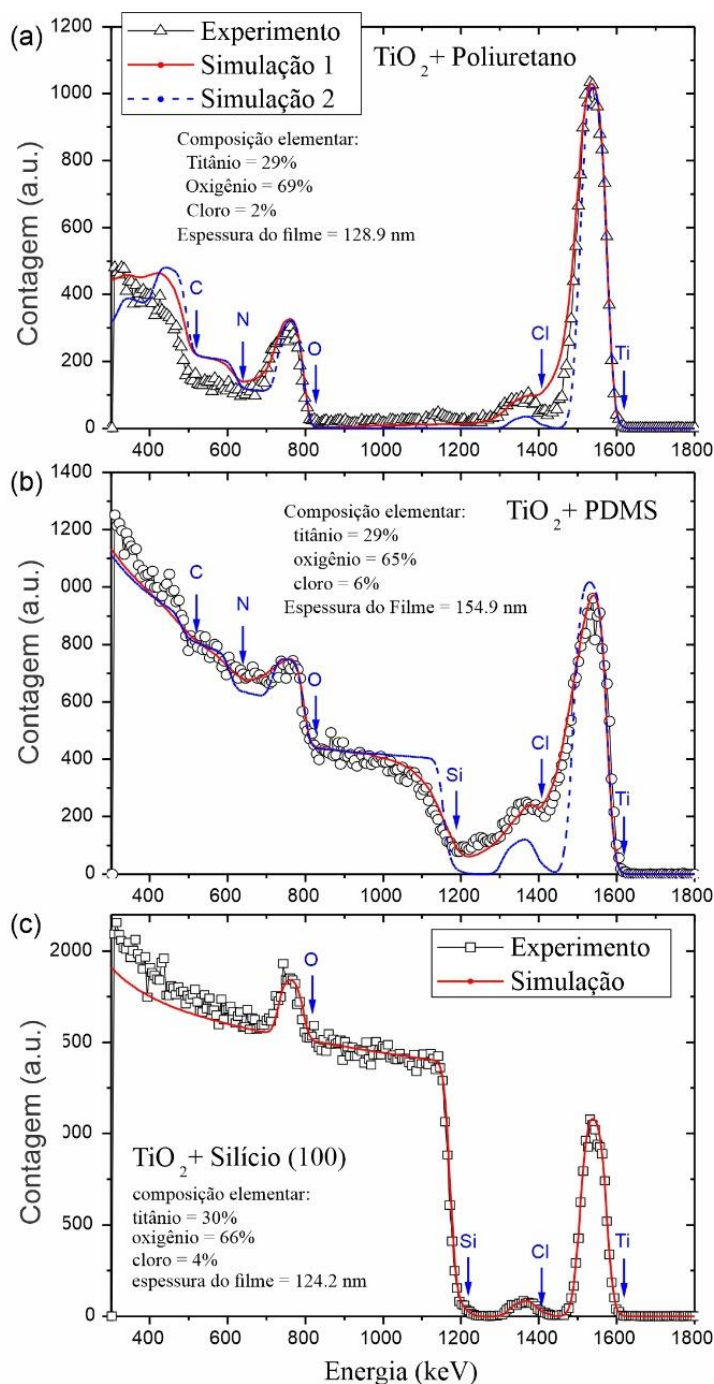 (a)
Experimento
Simulação 1
Simulação 2
TiO2+ Poliuretano
Composição elementar:
Titânio = 29%
Oxigênio = 69%
Cloro = 2%
Espessura do filme = 128.9 nm
1200
1000
800
600
400
200
0
Contagem (a.u.)
C
N
O
Cl
Ti
400 600 800 1000 1200 1400 1600 1800
(b)
Composição elementar:
titânio = 29%
oxigênio = 65%
cloro = 6%
Espessura do Filme = 154.9 nm
TiO2+ PDMS
1400
1200
000
800
600
400
200
0
Contagem (a.u.)
C
N
O
Si
Cl
Ti
400 600 800 1000 1200 1400 1600 1800
(c)
Experimento
Simulação
2000
500
000
500
0
Contagem (a.u.)
O
TiO2+ Silício (100)
composição elementar:
titânio = 30%
oxigênio = 66%
cloro = 4%
espessura do filme = 124.2 nm
Si
Cl
Ti
400 600 800 1000 1200 1400 1600 1800
Energia (keV)